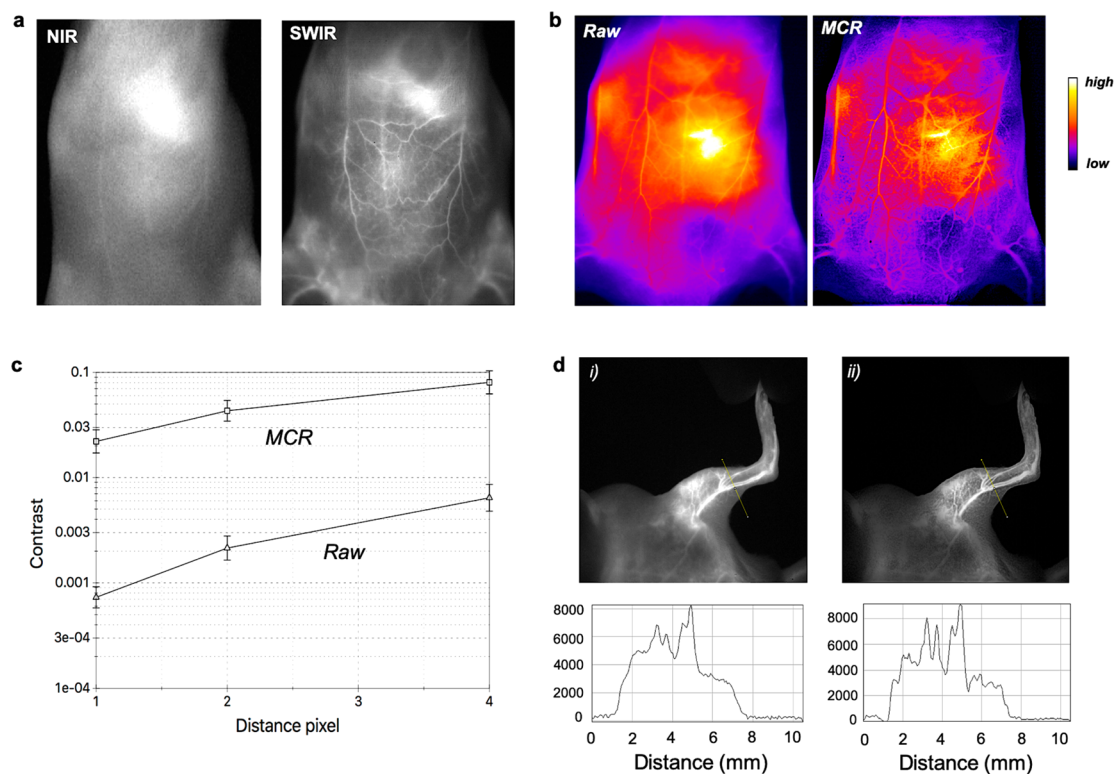 a
NIR
SWIR
b
Raw
MCR
high
low
c
0.1
0.03
0.01
0.003
0.001
3e-04
1e-04
Contrast
MCR
Raw
1
2
3
4
Distance pixel
d
i)
ii)
8000
6000
4000
2000
0
0 2 4 6 8 10
Distance (mm)
8000
6000
4000
2000
0
0 2 4 6 8 10
Distance (mm)